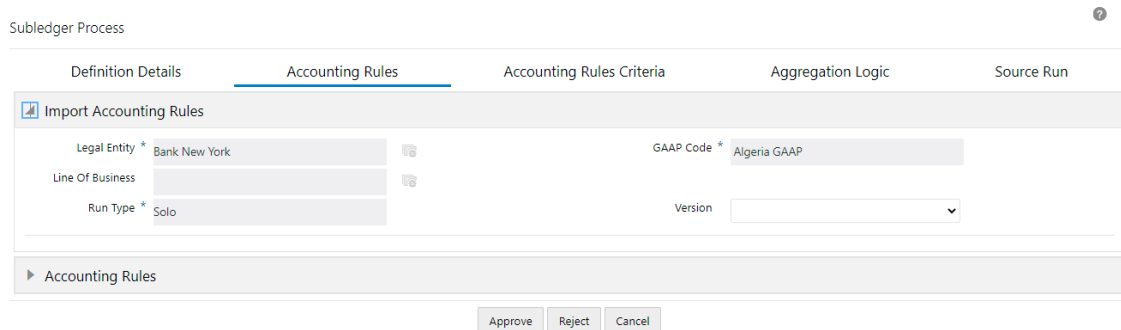 Subledger Process
Definition Details Accounting Rules Accounting Rules Criteria Aggregation Logic Source Run
Import Accounting Rules
Legal Entity * Bank New York GAAP Code * Algeria GAAP
Line Of Business
Run Type * Solo Version
Accounting Rules
Approve Reject Cancel